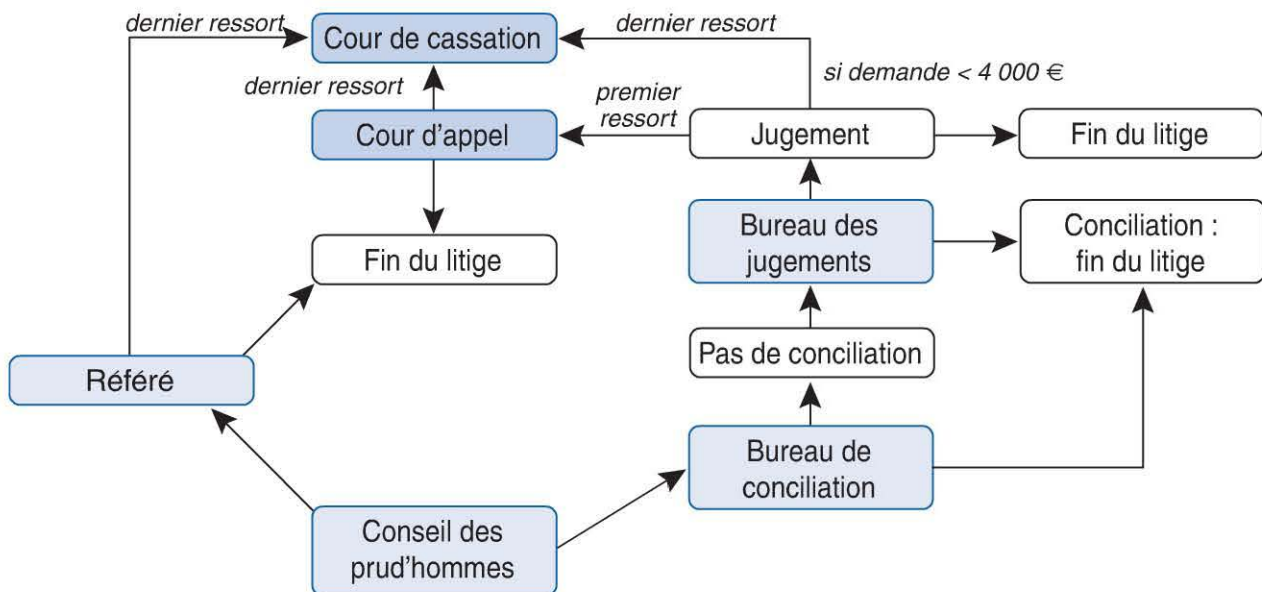 dernier ressort
Cour de cassation
dernier ressort
si demande < 4 000 €
dernier ressort
premier
ressort
Cour d'appel
Jugement
Fin du litige
Bureau des
jugements
Conciliation :
fin du litige
Fin du litige
Pas de conciliation
Référé
Bureau de
conciliation
Conseil des
prud'hommes